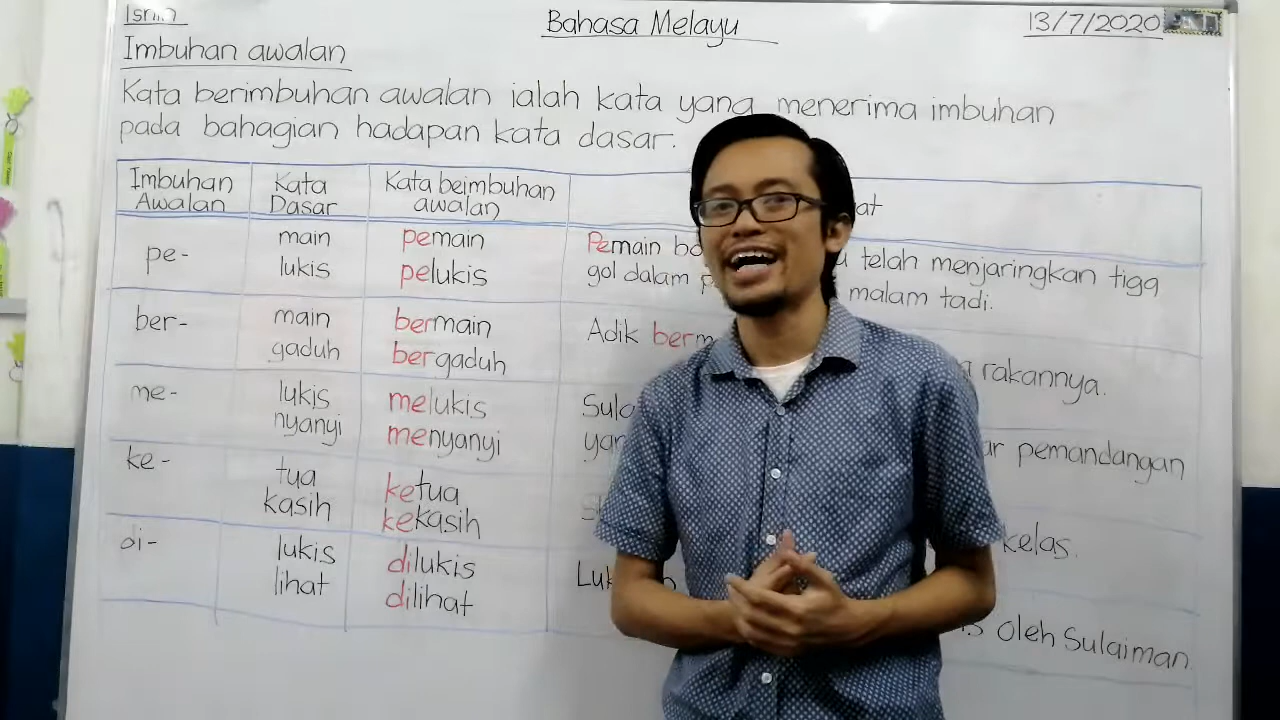 Isnin
Bahasa Melayu
13/7/2020
Imbuhan awalan
Kata berimbuhan awalan ialah kata yang menerima imbuhan
pada bahagian hadapan kata dasar.
Imbuhan Awalan
Kata Dasar
Kata beimbuhan awalan
pe-
main
pemain
Pemain
telah menjaringkan tiga
lukis
pelukis
gol dalam
malam tadi.
ber-
main
bermain
Adik
rakannya.
gaduh
bergaduh
me-
lukis
melukis
nyanyi
menyanyi
pemandangan
ke-
tua
ketua
kasih
kekasih
kelas.
di-
lukis
dilukis
oleh Sulaiman.
lihat
dilihat